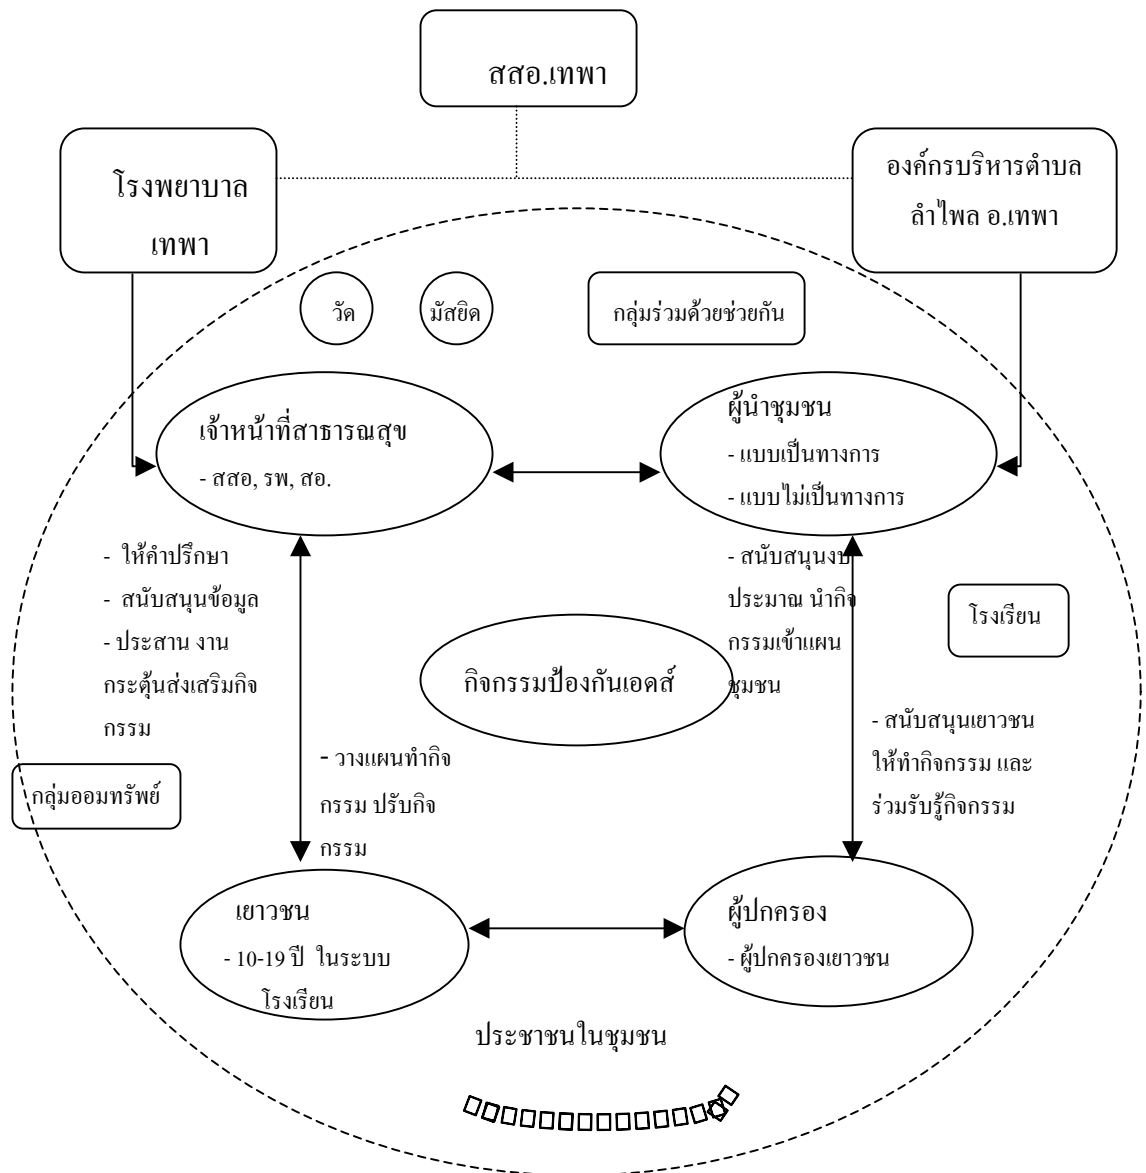 สสอ.เทพา
โรงพยาบาล
เทพา
องค์กรบริหารตำบล
ลำไพล อ.เทพา
วัด
มัสยิด
กลุ่มร่วมด้วยช่วยกัน
เจ้าหน้าที่สาธารณสุข
- สสอ, รพ, สอ.
ผู้นำชุมชน
- แบบเป็นทางการ
- แบบไม่เป็นทางการ
- ให้คำปรึกษา
- สนับสนุนข้อมูล
- ประสาน งาน
กระตุ้นส่งเสริมกิจ
กรรม
- สนับสนุนงบ
ประมาณ นำกิจ
กรรมเข้าแผน
ชุมชน
โรงเรียน
กิจกรรมป้องกันเอดส์
- สนับสนุนเยาวชน
ให้ทำกิจกรรม และ
ร่วมรับรู้กิจกรรม
กลุ่มออมทรัพย์
- วางแผนทำกิจ
กรรม ปรับกิจ
กรรม
เยาวชน
- 10-19 ปี ในระบบ
โรงเรียน
ผู้ปกครอง
- ผู้ปกครองเยาวชน
ประชาชนในชุมชน